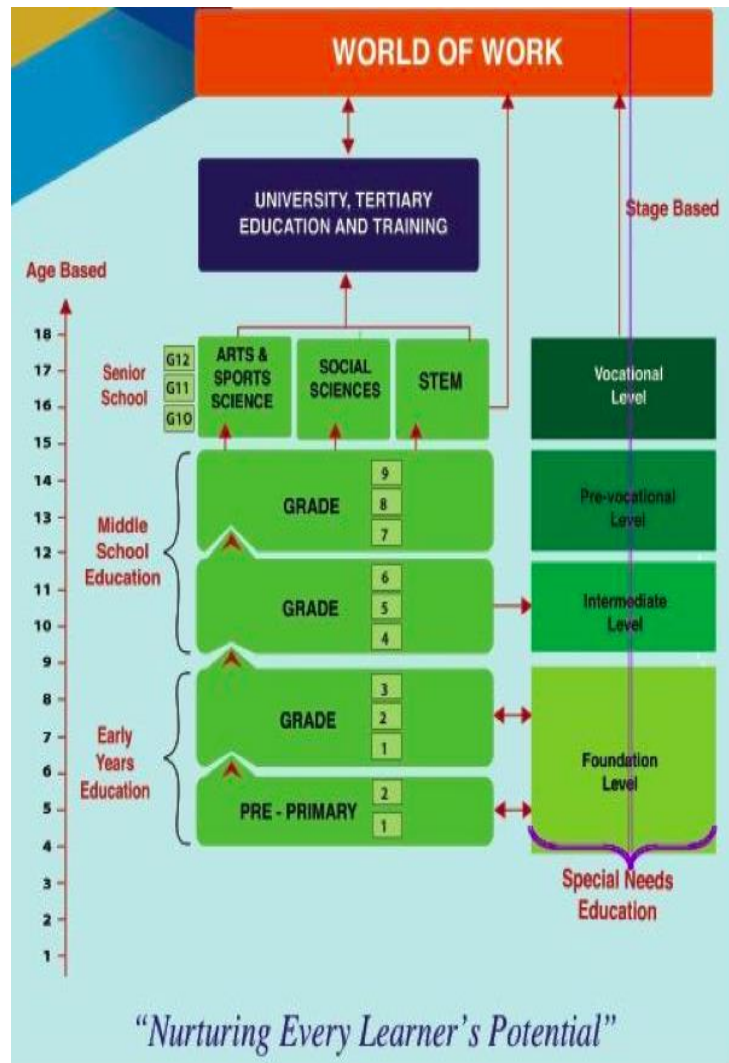 WORLD OF WORK
UNIVERSITY, TERTIARY
EDUCATION AND TRAINING
Stage Based
Age Based
18
17
16
15
14
13
12
11
10
9
8
7
6
5
4
3
2
1
Senior
School
G12
G11
G10
ARTS &
SPORTS
SCIENCE
SOCIAL
SCIENCES
STEM
Vocational
Level
Middle
School
Education
GRADE
9
8
7
Pre-vocational
Level
GRADE
6
5
4
Intermediate
Level
Early
Years
Education
GRADE
3
2
1
PRE - PRIMARY
2
1
Foundation
Level
Special Needs
Education
“Nurturing Every Learner’s Potential”